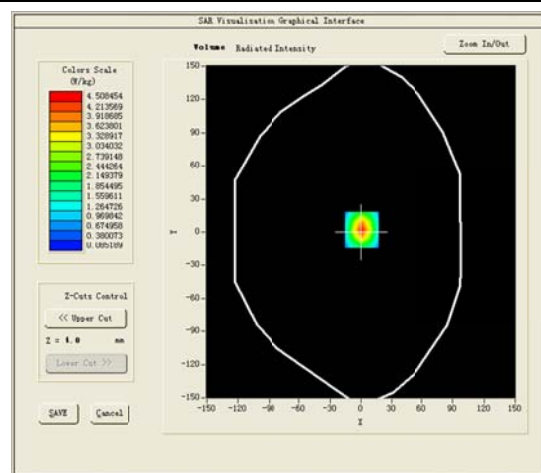 SAR Visualisation Graphical Interface
Volume Radiated Intensity
Zoom In/Out
Colors Scale
(W/kg)
4.508454
4.213569
3.918685
3.623801
3.328917
3.034032
2.739148
2.444264
2.149379
1.854495
1.559611
1.264726
0.969842
0.674958
0.380073
0.085189
Z-Cuts Control
<< Upper Cut
Z = 4.0 mm
Lower Cut >>
SAVE
Cancel
Y
150
120
90
60
30
0
-30
-60
-90
-120
-150
-150 -120 -90 -60 -30 0 30 60 90 120 150
X